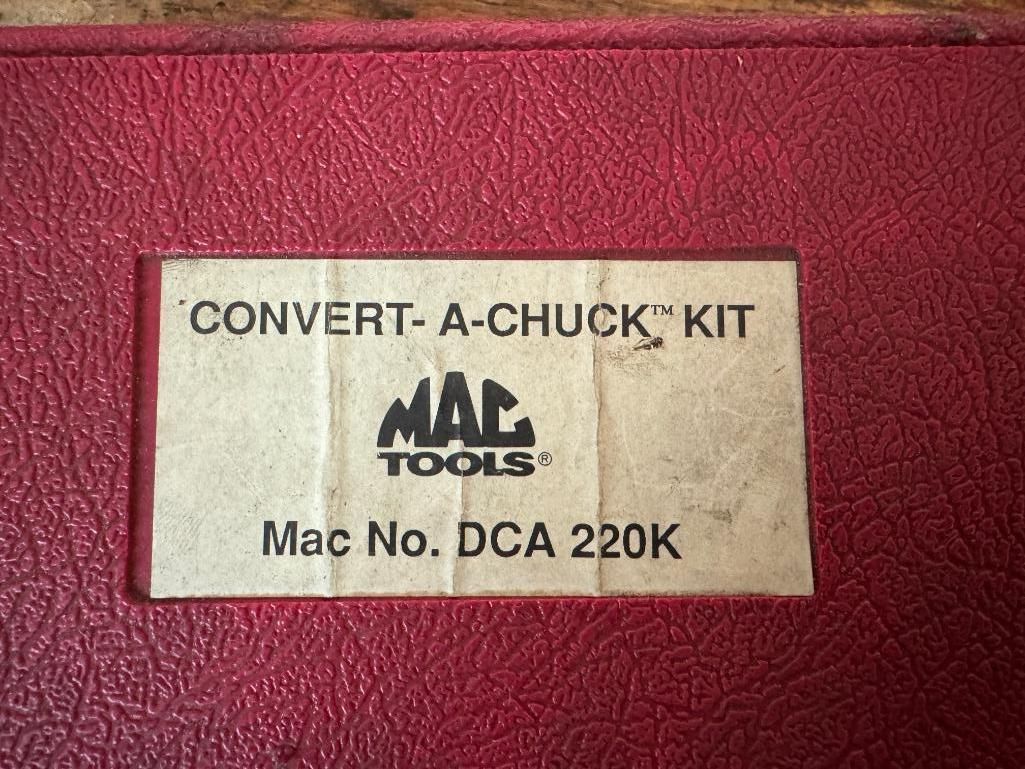 CONVERT- A-CHUCK™ KIT
MAC
TOOLS®
Mac No. DCA 220K